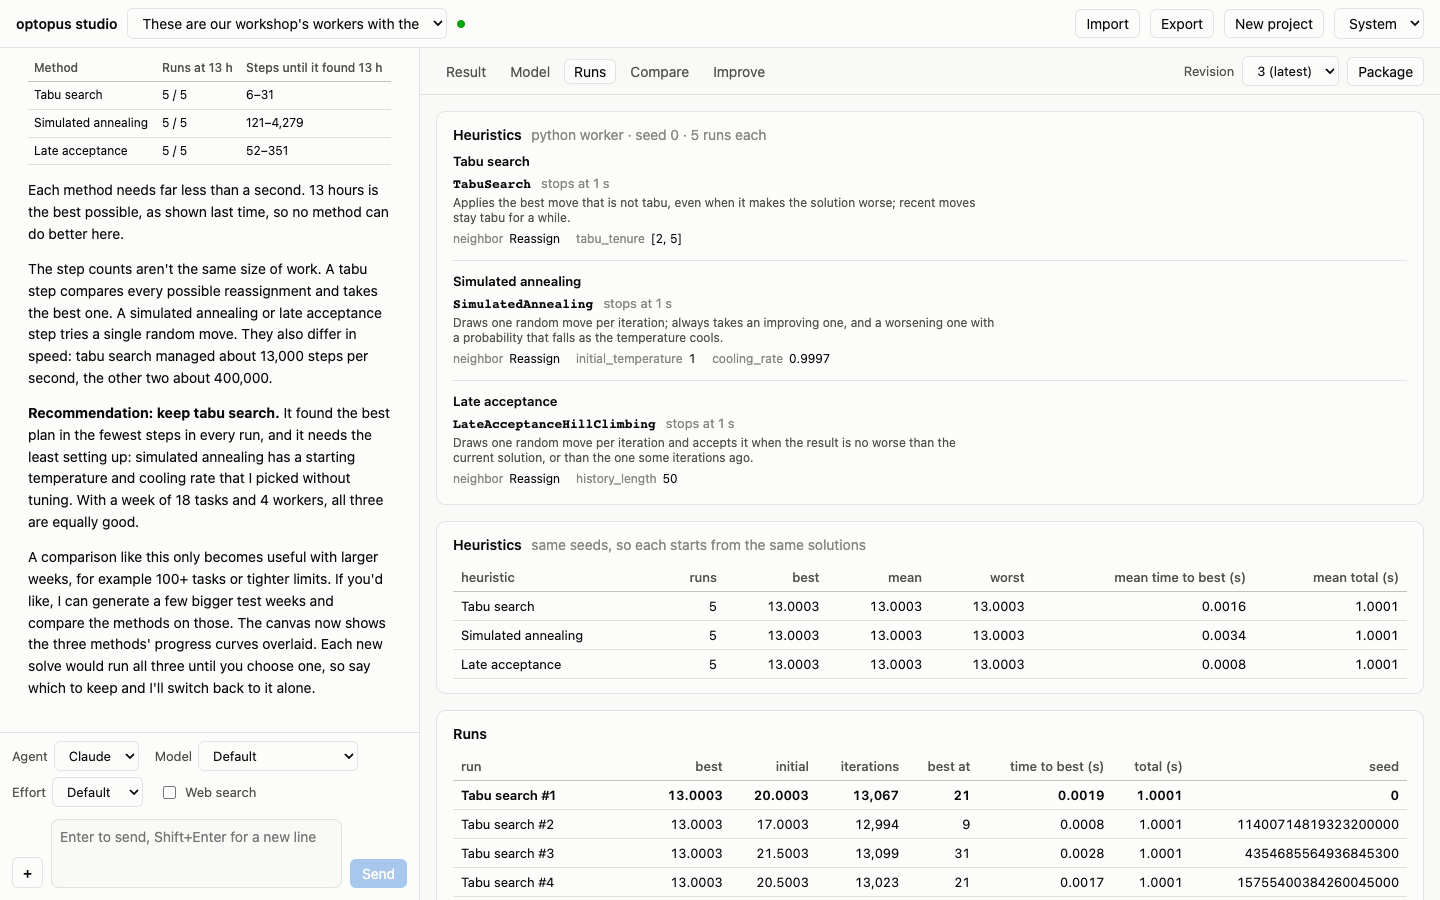 optopus studio These are our workshop's workers with the Import Export New project System
Method Runs at 13 h Steps until it found 13 h
Tabu search 5 / 5 6–31
Simulated annealing 5 / 5 121–4,279
Late acceptance 5 / 5 52–351
Each method needs far less than a second. 13 hours is
the best possible, as shown last time, so no method can
do better here.
The step counts aren't the same size of work. A tabu
step compares every possible reassignment and takes
the best one. A simulated annealing or late acceptance
step tries a single random move. They also differ in
speed: tabu search managed about 13,000 steps per
second, the other two about 400,000.
Recommendation: keep tabu search. It found the best
plan in the fewest steps in every run, and it needs the
least setting up: simulated annealing has a starting
temperature and cooling rate that I picked without
tuning. With a week of 18 tasks and 4 workers, all three
are equally good.
A comparison like this only becomes useful with larger
weeks, for example 100+ tasks or tighter limits. If you'd
like, I can generate a few bigger test weeks and
compare the methods on those. The canvas now shows
the three methods' progress curves overlaid. Each new
solve would run all three until you choose one, so say
which to keep and I'll switch back to it alone.
Agent Claude Model Default
Effort Default Web search
Enter to send, Shift+Enter for a new line
+ Send
Result Model Runs Compare Improve Revision 3 (latest) Package
Heuristics python worker · seed 0 · 5 runs each
Tabu search
TabuSearch stops at 1 s
Applies the best move that is not tabu, even when it makes the solution worse; recent moves
stay tabu for a while.
neighbor Reassign tabu_tenure [2, 5]
Simulated annealing
SimulatedAnnealing stops at 1 s
Draws one random move per iteration; always takes an improving one, and a worsening one with
a probability that falls as the temperature cools.
neighbor Reassign initial_temperature 1 cooling_rate 0.9997
Late acceptance
LateAcceptanceHillClimbing stops at 1 s
Draws one random move per iteration and accepts it when the result is no worse than the
current solution, or than the one some iterations ago.
neighbor Reassign history_length 50
Heuristics same seeds, so each starts from the same solutions
heuristic runs best mean worst mean time to best (s) mean total (s)
Tabu search 5 13.0003 13.0003 13.0003 0.0016 1.0001
Simulated annealing 5 13.0003 13.0003 13.0003 0.0034 1.0001
Late acceptance 5 13.0003 13.0003 13.0003 0.0008 1.0001
Runs
run best initial iterations best at time to best (s) total (s) seed
Tabu search #1 13.0003 20.0003 13,067 21 0.0019 1.0001 0
Tabu search #2 13.0003 17.0003 12,994 9 0.0008 1.0001 11400714819323200000
Tabu search #3 13.0003 21.5003 13,099 31 0.0028 1.0001 4354685564936845300
Tabu search #4 13.0003 20.5003 13,023 21 0.0017 1.0001 15755400384260045000